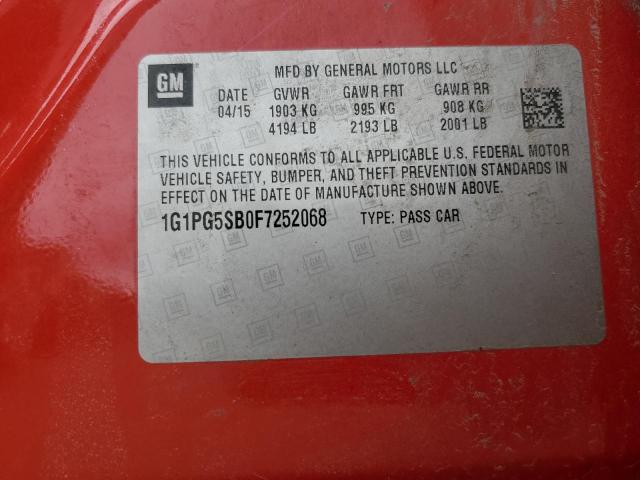 GM
MFD BY GENERAL MOTORS LLC
DATE GVWR GAWR FRT GAWR RR
04/15 1903 KG 995 KG 908 KG
4194 LB 2193 LB 2001 LB
THIS VEHICLE CONFORMS TO ALL APPLICABLE U.S. FEDERAL MOTOR
VEHICLE SAFETY, BUMPER, AND THEFT PREVENTION STANDARDS IN
EFFECT ON THE DATE OF MANUFACTURE SHOWN ABOVE.
1G1PG5SB0F7252068 TYPE: PASS CAR